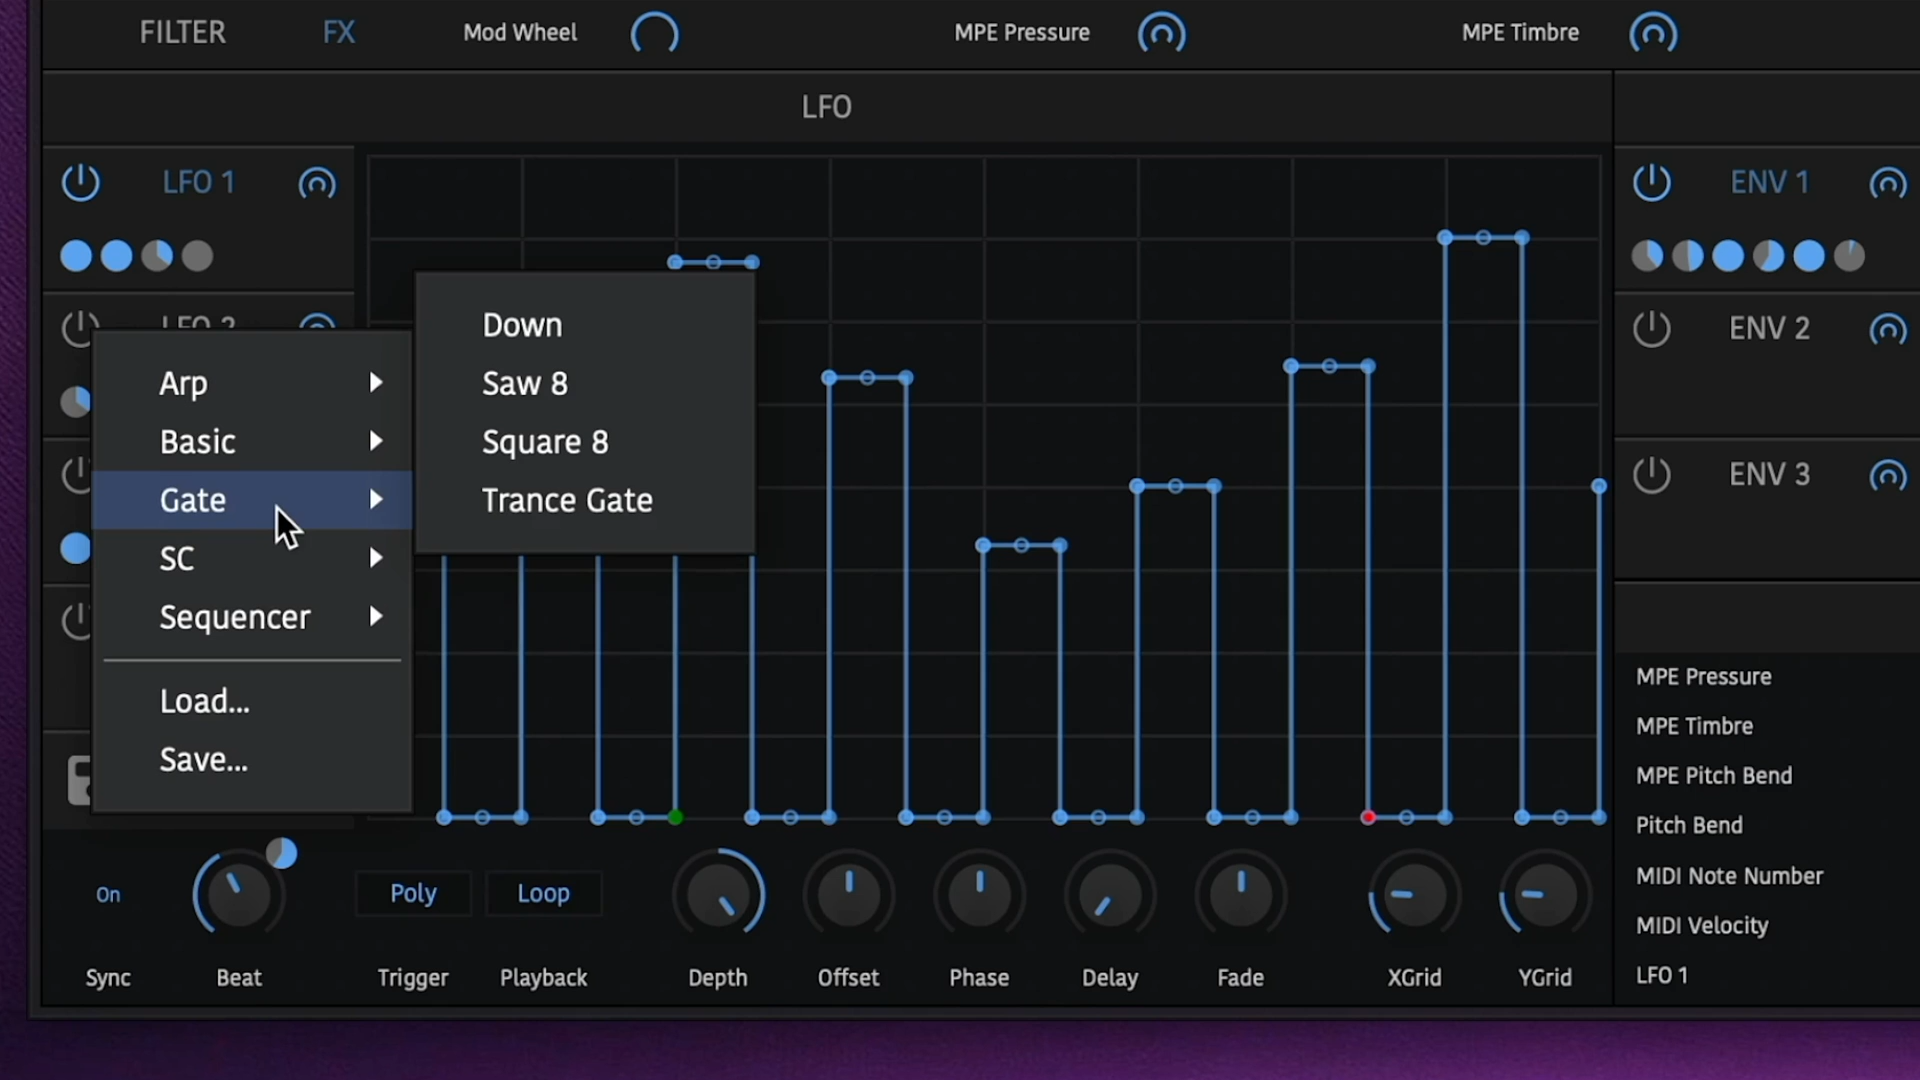 FILTER FX Mod Wheel MPE Pressure MPE Timbre
LFO
LFO 1
ENV 1
LFO 2
ENV 2
ENV 3
Arp
Basic
Gate
SC
Sequencer
Load...
Save...
Down
Saw 8
Square 8
Trance Gate
MPE Pressure
MPE Timbre
MPE Pitch Bend
Pitch Bend
MIDI Note Number
MIDI Velocity
LFO 1
On Poly Loop
Sync Beat Trigger Playback Depth Offset Phase Delay Fade XGrid YGrid